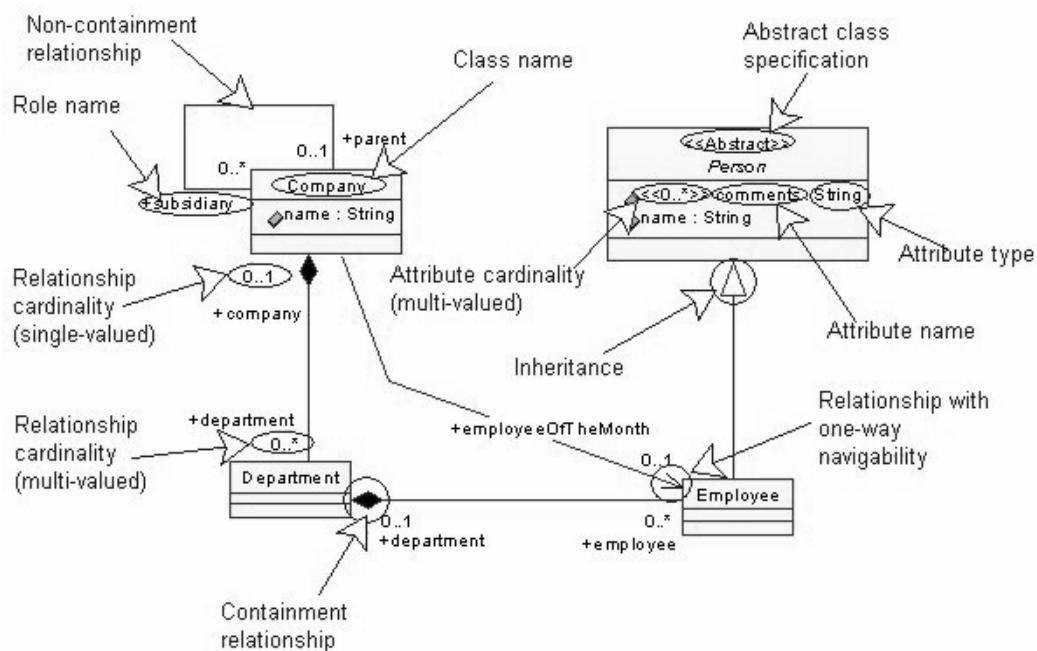 Non-containment
relationship
Class name
Abstract class
specification
Role name
+parent
0..1
0..*
+subsidiary
Company
name : String
<<Abstract>>
Person
<<0..*>> comments String
name : String
Attribute type
Relationship
cardinality
(single-valued)
0..1
+company
Attribute cardinality
(multi-valued)
Attribute name
Inheritance
Relationship
cardinality
(multi-valued)
+department
0..*
+employeeOfTheMonth
0..1
Relationship with
one-way
navigability
Department
0..1
+department
0..*
+employee
Employee
Containment
relationship